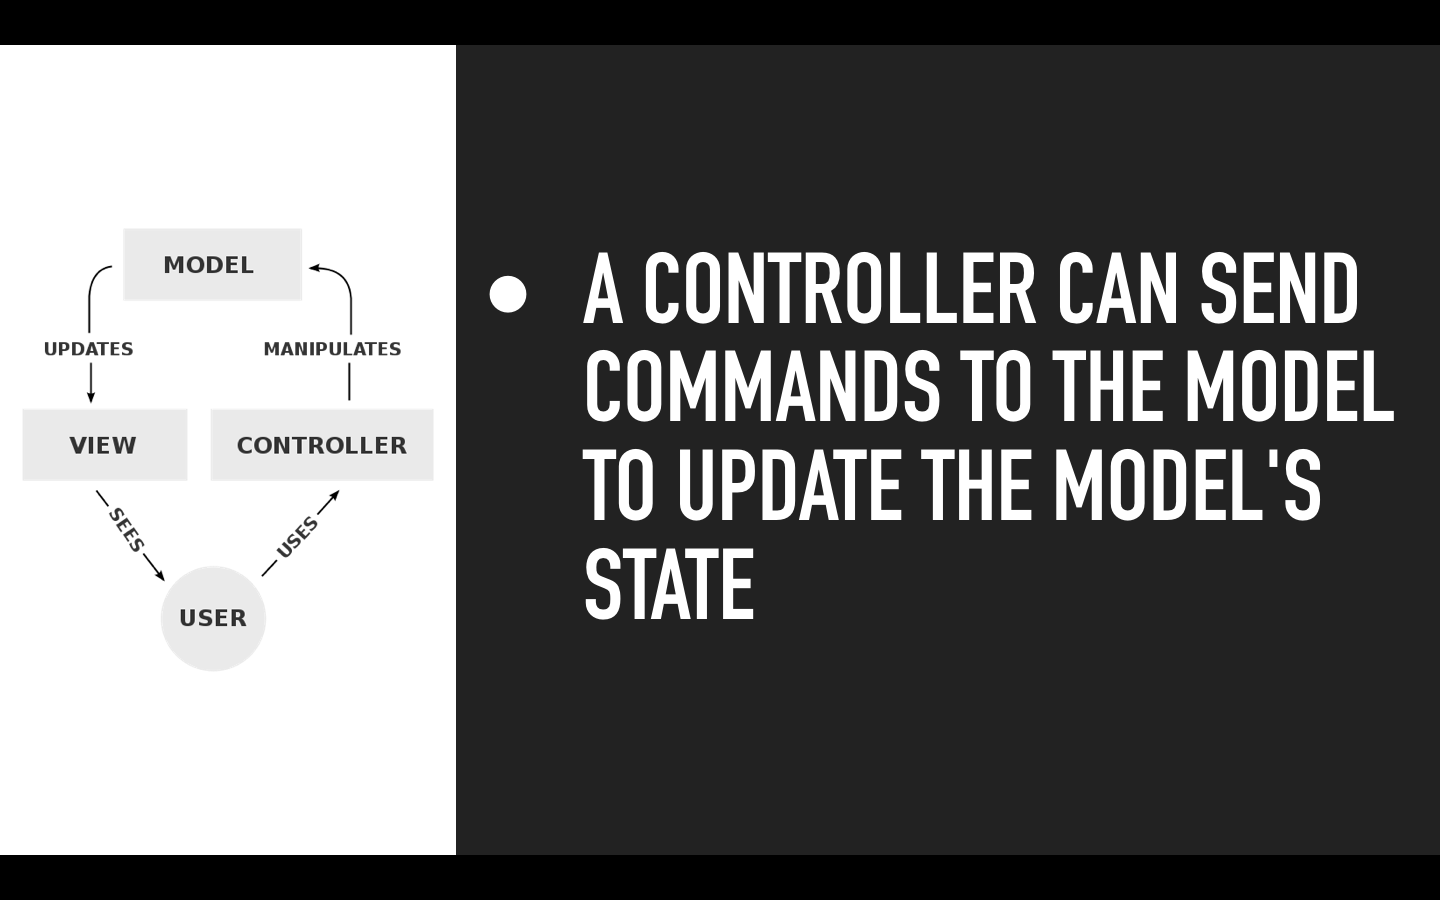 MODEL
UPDATES
MANIPULATES
VIEW
CONTROLLER
SEES
USES
USER
● A CONTROLLER CAN SEND
COMMANDS TO THE MODEL
TO UPDATE THE MODEL'S
STATE